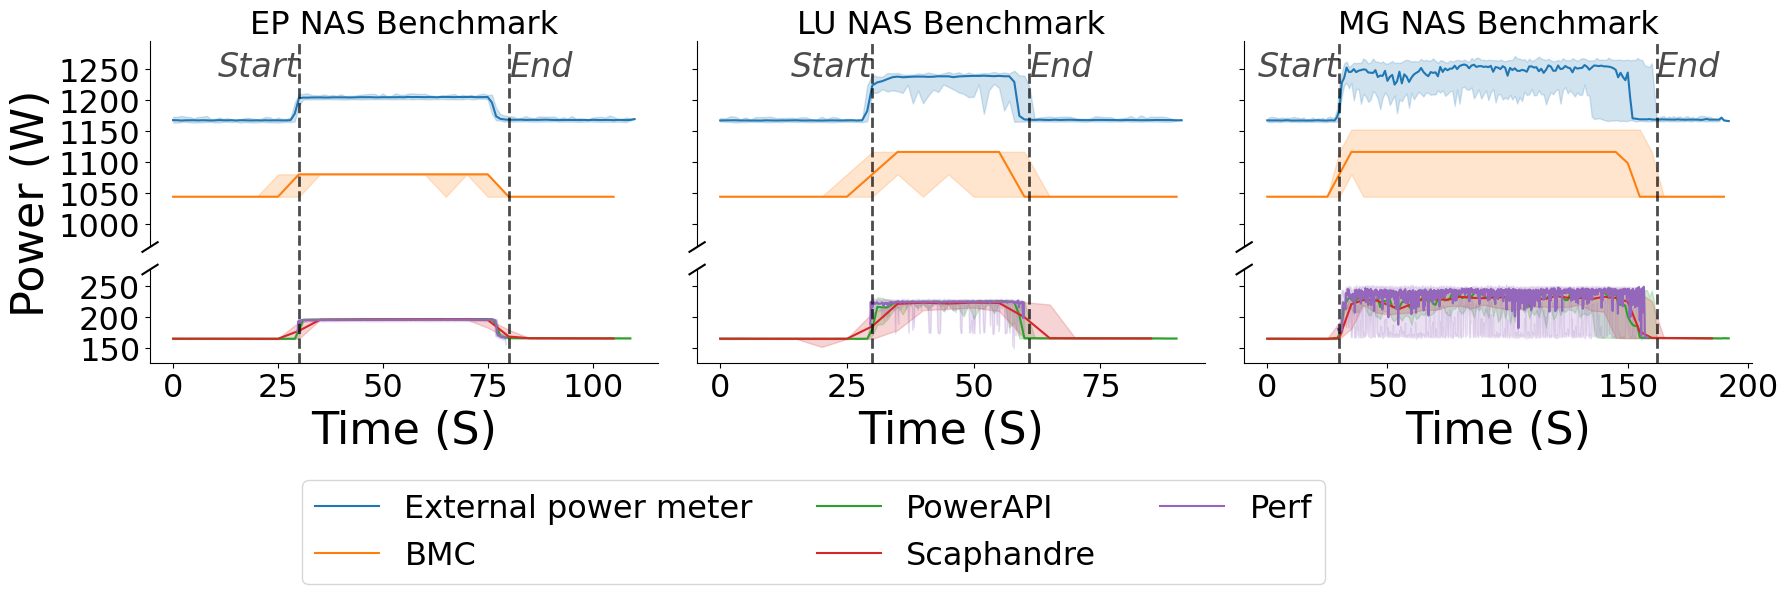 EP NAS Benchmark
LU NAS Benchmark
MG NAS Benchmark
Start
End
Start
End
Start
End
Power (W)
1250
1200
1150
1100
1050
1000
250
200
150
0 25 50 75 100
0 25 50 75
0 50 100 150 200
Time (S)
Time (S)
Time (S)
External power meter
BMC
PowerAPI
Scaphandre
Perf